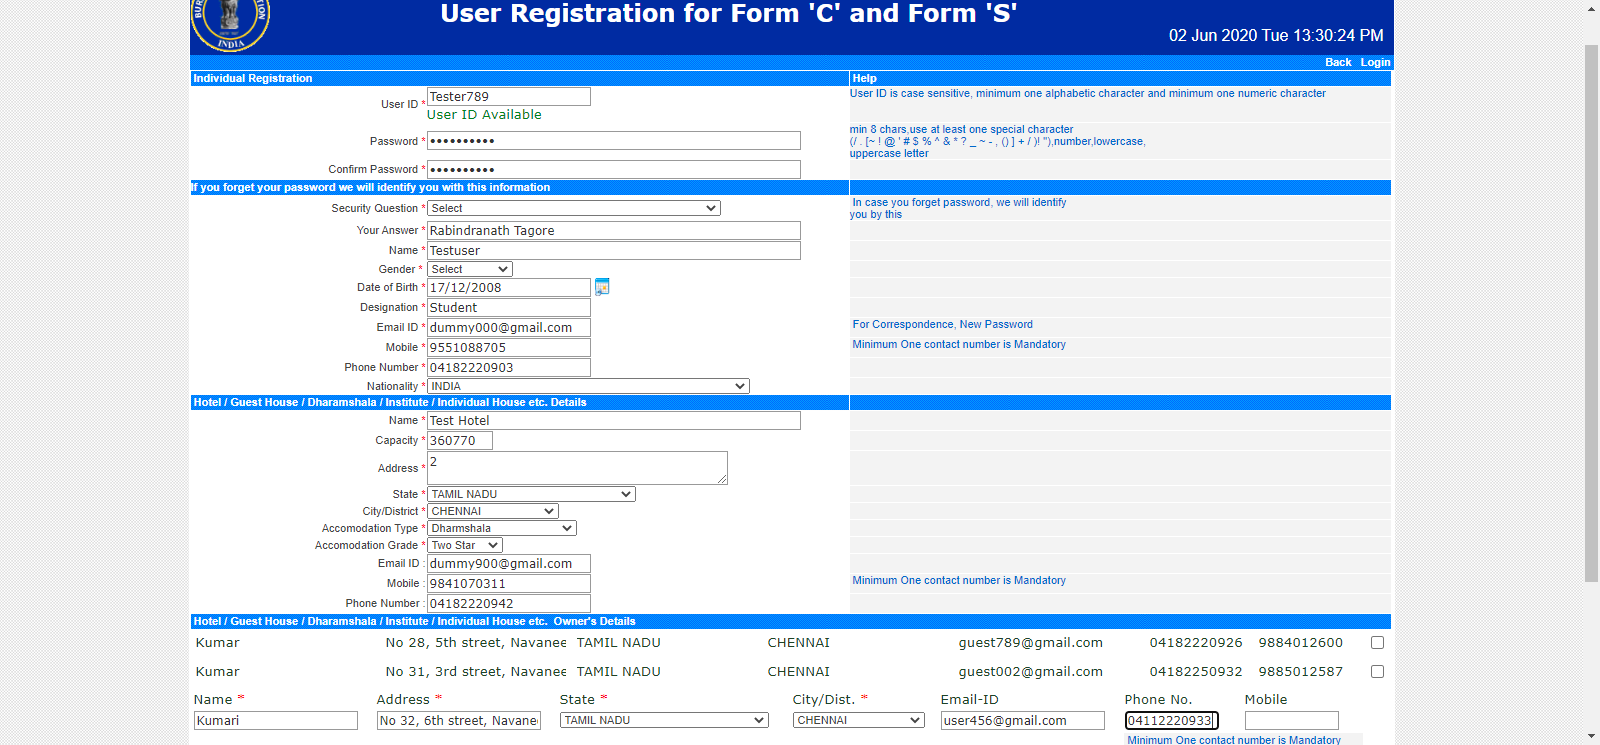 User Registration for Form 'C' and Form 'S'
INDIA
02 Jun 2020 Tue 13:30:24 PM
Back Login
Individual Registration Help
User ID * Tester789 User ID is case sensitive, minimum one alphabetic character and minimum one numeric character
User ID Available
Password * •••••••••• min 8 chars,use at least one special character
(/ . [~ ! @ ' # $ % ^ & * ? _ ~ - , () ] + / )! "),number,lowercase,
uppercase letter
Confirm Password * ••••••••••
If you forget your password we will identify you with this information
Security Question * Select In case you forget password, we will identify
you by this
Your Answer * Rabindranath Tagore
Name * Testuser
Gender * Select
Date of Birth * 17/12/2008
Designation * Student
Email ID * dummy000@gmail.com For Correspondence, New Password
Mobile * 9551088705 Minimum One contact number is Mandatory
Phone Number * 04182220903
Nationality * INDIA
Hotel / Guest House / Dharamshala / Institute / Individual House etc. Details
Name * Test Hotel
Capacity * 360770
Address * 2
State * TAMIL NADU
City/District * CHENNAI
Accomodation Type * Dharmshala
Accomodation Grade * Two Star
Email ID : dummy900@gmail.com
Mobile : 9841070311 Minimum One contact number is Mandatory
Phone Number : 04182220942
Hotel / Guest House / Dharamshala / Institute / Individual House etc. Owner's Details
Kumar No 28, 5th street, Navanee TAMIL NADU CHENNAI guest789@gmail.com 04182220926 9884012600
Kumar No 31, 3rd street, Navanee TAMIL NADU CHENNAI guest002@gmail.com 04182250932 9885012587
Name * Address * State * City/Dist. * Email-ID Phone No. Mobile
Kumari No 32, 6th street, Navane TAMIL NADU CHENNAI user456@gmail.com 04112220933
Minimum One contact number is Mandatory